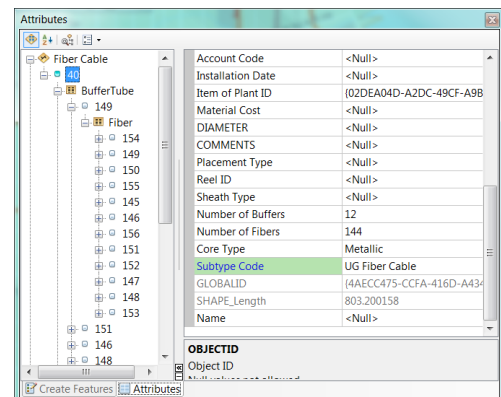 Attributes
Fiber Cable
40
BufferTube
149
Fiber
154
149
150
155
145
146
156
151
152
147
148
153
151
146
148
Account Code <Null>
Installation Date <Null>
Item of Plant ID {02DEA04D-A2DC-49CF-A9B
Material Cost <Null>
DIAMETER <Null>
COMMENTS <Null>
Placement Type <Null>
Reel ID <Null>
Sheath Type <Null>
Number of Buffers 12
Number of Fibers 144
Core Type Metallic
Subtype Code UG Fiber Cable
GLOBALID {4AECC475-CCFA-416D-A434
SHAPE_Length 803.200158
Name <Null>
OBJECTID
Object ID
Null values not allowed
Create Features Attributes